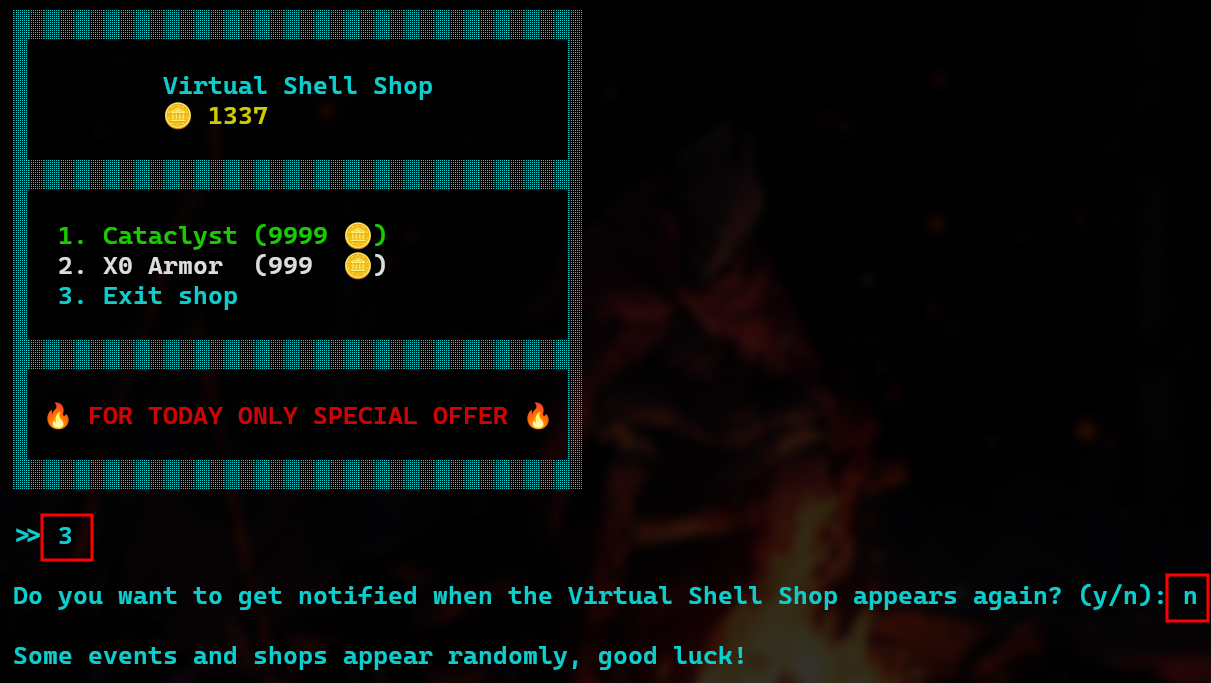 Virtual Shell Shop
🪙 1337
1. Cataclyst (9999 🪙)
2. X0 Armor  (999  🪙)
3. Exit shop
🔥 FOR TODAY ONLY SPECIAL OFFER 🔥
>> 3
Do you want to get notified when the Virtual Shell Shop appears again? (y/n): n
Some events and shops appear randomly, good luck!